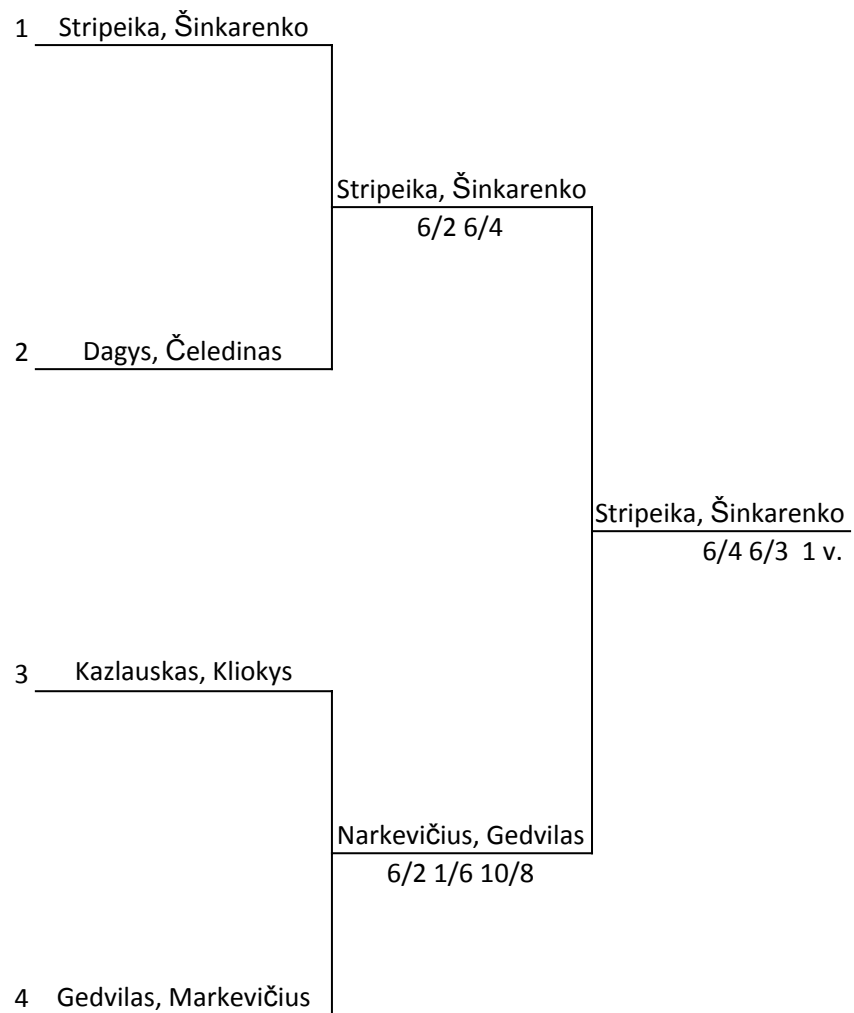 1 Stripeika, Šinkarenko
Stripeika, Šinkarenko
6/2 6/4
2 Dagys, Čeledinas
Stripeika, Šinkarenko
6/4 6/3 1 v.
3 Kazlauskas, Kliokys
Narkevičius, Gedvilas
6/2 1/6 10/8
4 Gedvilas, Markevičius